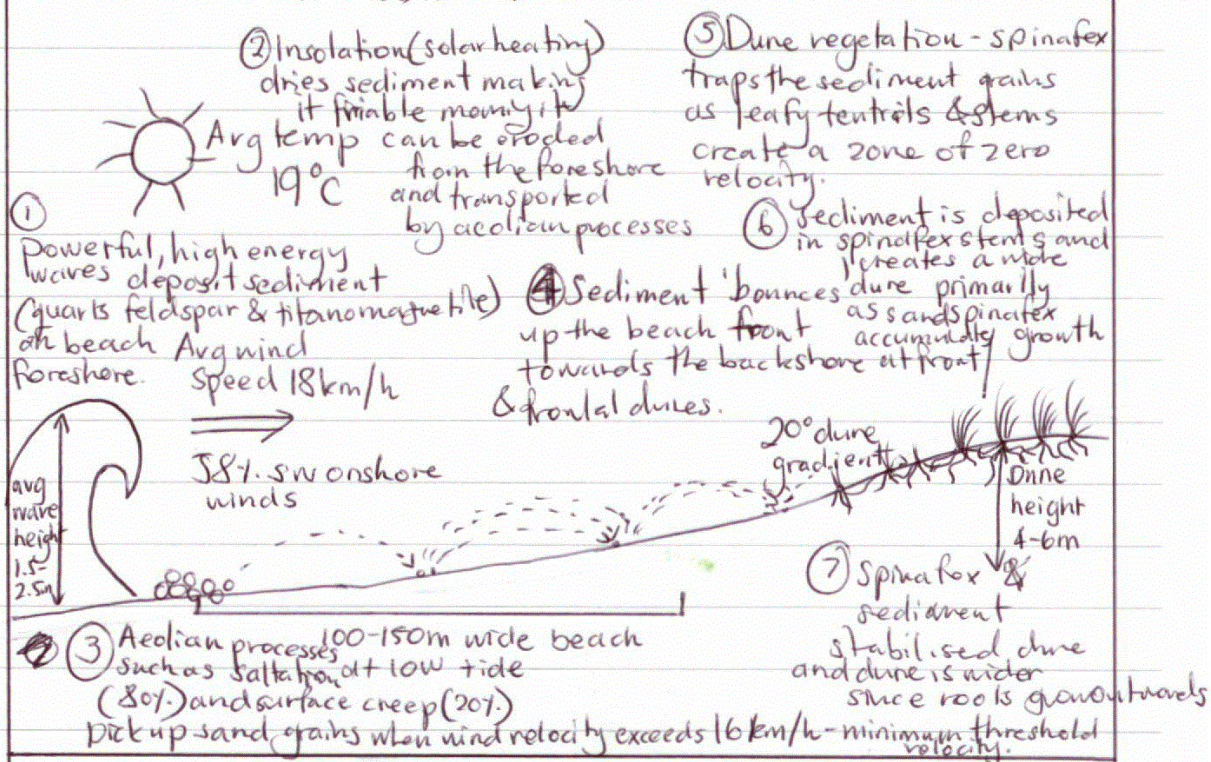 ② Insolation (solar heating)
dries sediment making
it friable meaning it
can be eroded
from the foreshore
and transported
by aeolian processes
Avg temp
19°C
⑤ Dune vegetation - spinafex
traps the sediment grains
as leafy tentrils & stems
create a zone of zero
velocity.
①
Powerful, high energy
waves deposit sediment
(quarts feldspar & titanomagnetite)
on beach
foreshore.
Avg wind
speed 18km/h
58% SW onshore
winds
④ Sediment 'bounces'
up the beach front
towards the backshore
& frontal dunes.
⑥ Sediment is deposited
in spinafex stems and
creates a more
dune primarily
as sand spinafex
accumulates growth
at front
20° dune
gradient
avg
wave
height
1.5-
2.5m
Dune
height
4-6m
⑦ Spinafex &
sediment
stabilised dune
and dune is wider
since roots grow outwards
100-150m wide beach
at low tide
③ Aeolian processes
such as saltation
(80%) and surface creep (20%)
pick up sand grains when wind velocity exceeds 16km/h - minimum threshold
velocity.